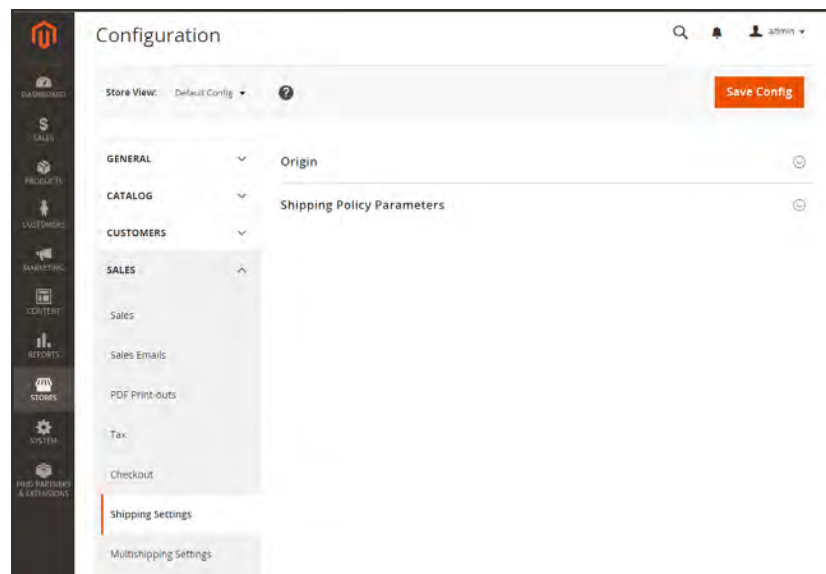 Configuration
admin
DASHBOARD
Store View: Default Config
Save Config
SALES
GENERAL
Origin
PRODUCTS
CATALOG
Shipping Policy Parameters
CUSTOMERS
CUSTOMERS
MARKETING
SALES
CONTENT
Sales
REPORTS
Sales Emails
STORES
PDF Print-outs
SYSTEM
Tax
FIND PARTNERS
& EXTENSIONS
Checkout
Shipping Settings
Multishipping Settings